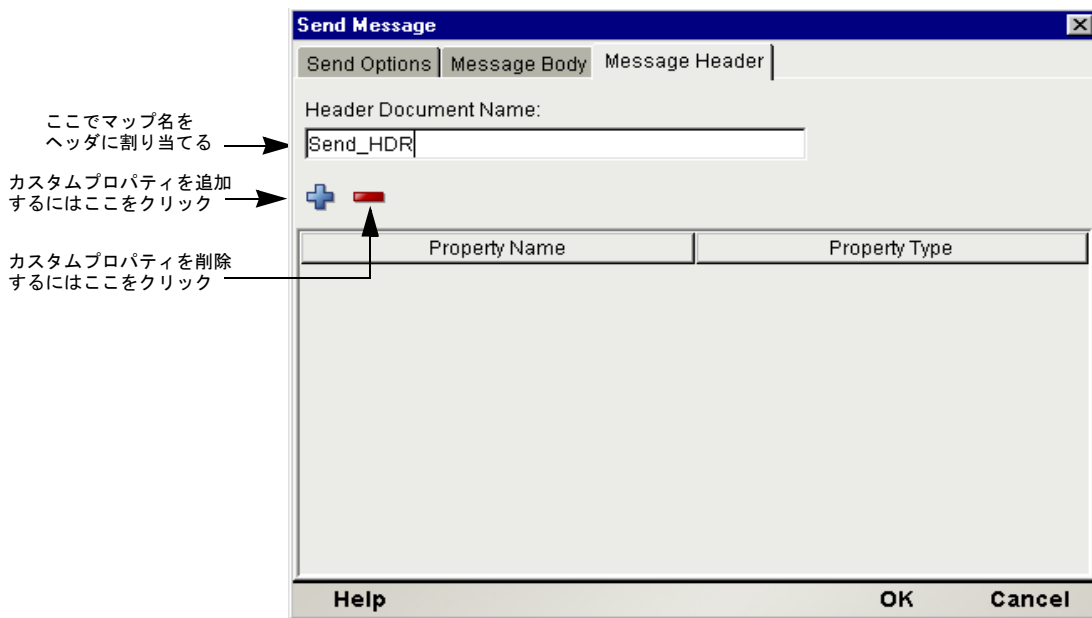 Send Message
Send Options
Message Body
Message Header
Header Document Name:
ここでマップ名を
ヘッダに割り当てる
Send_HDR
カスタムプロパティを追加
するにはここをクリック
カスタムプロパティを削除
するにはここをクリック
Property Name
Property Type
Help
OK
Cancel